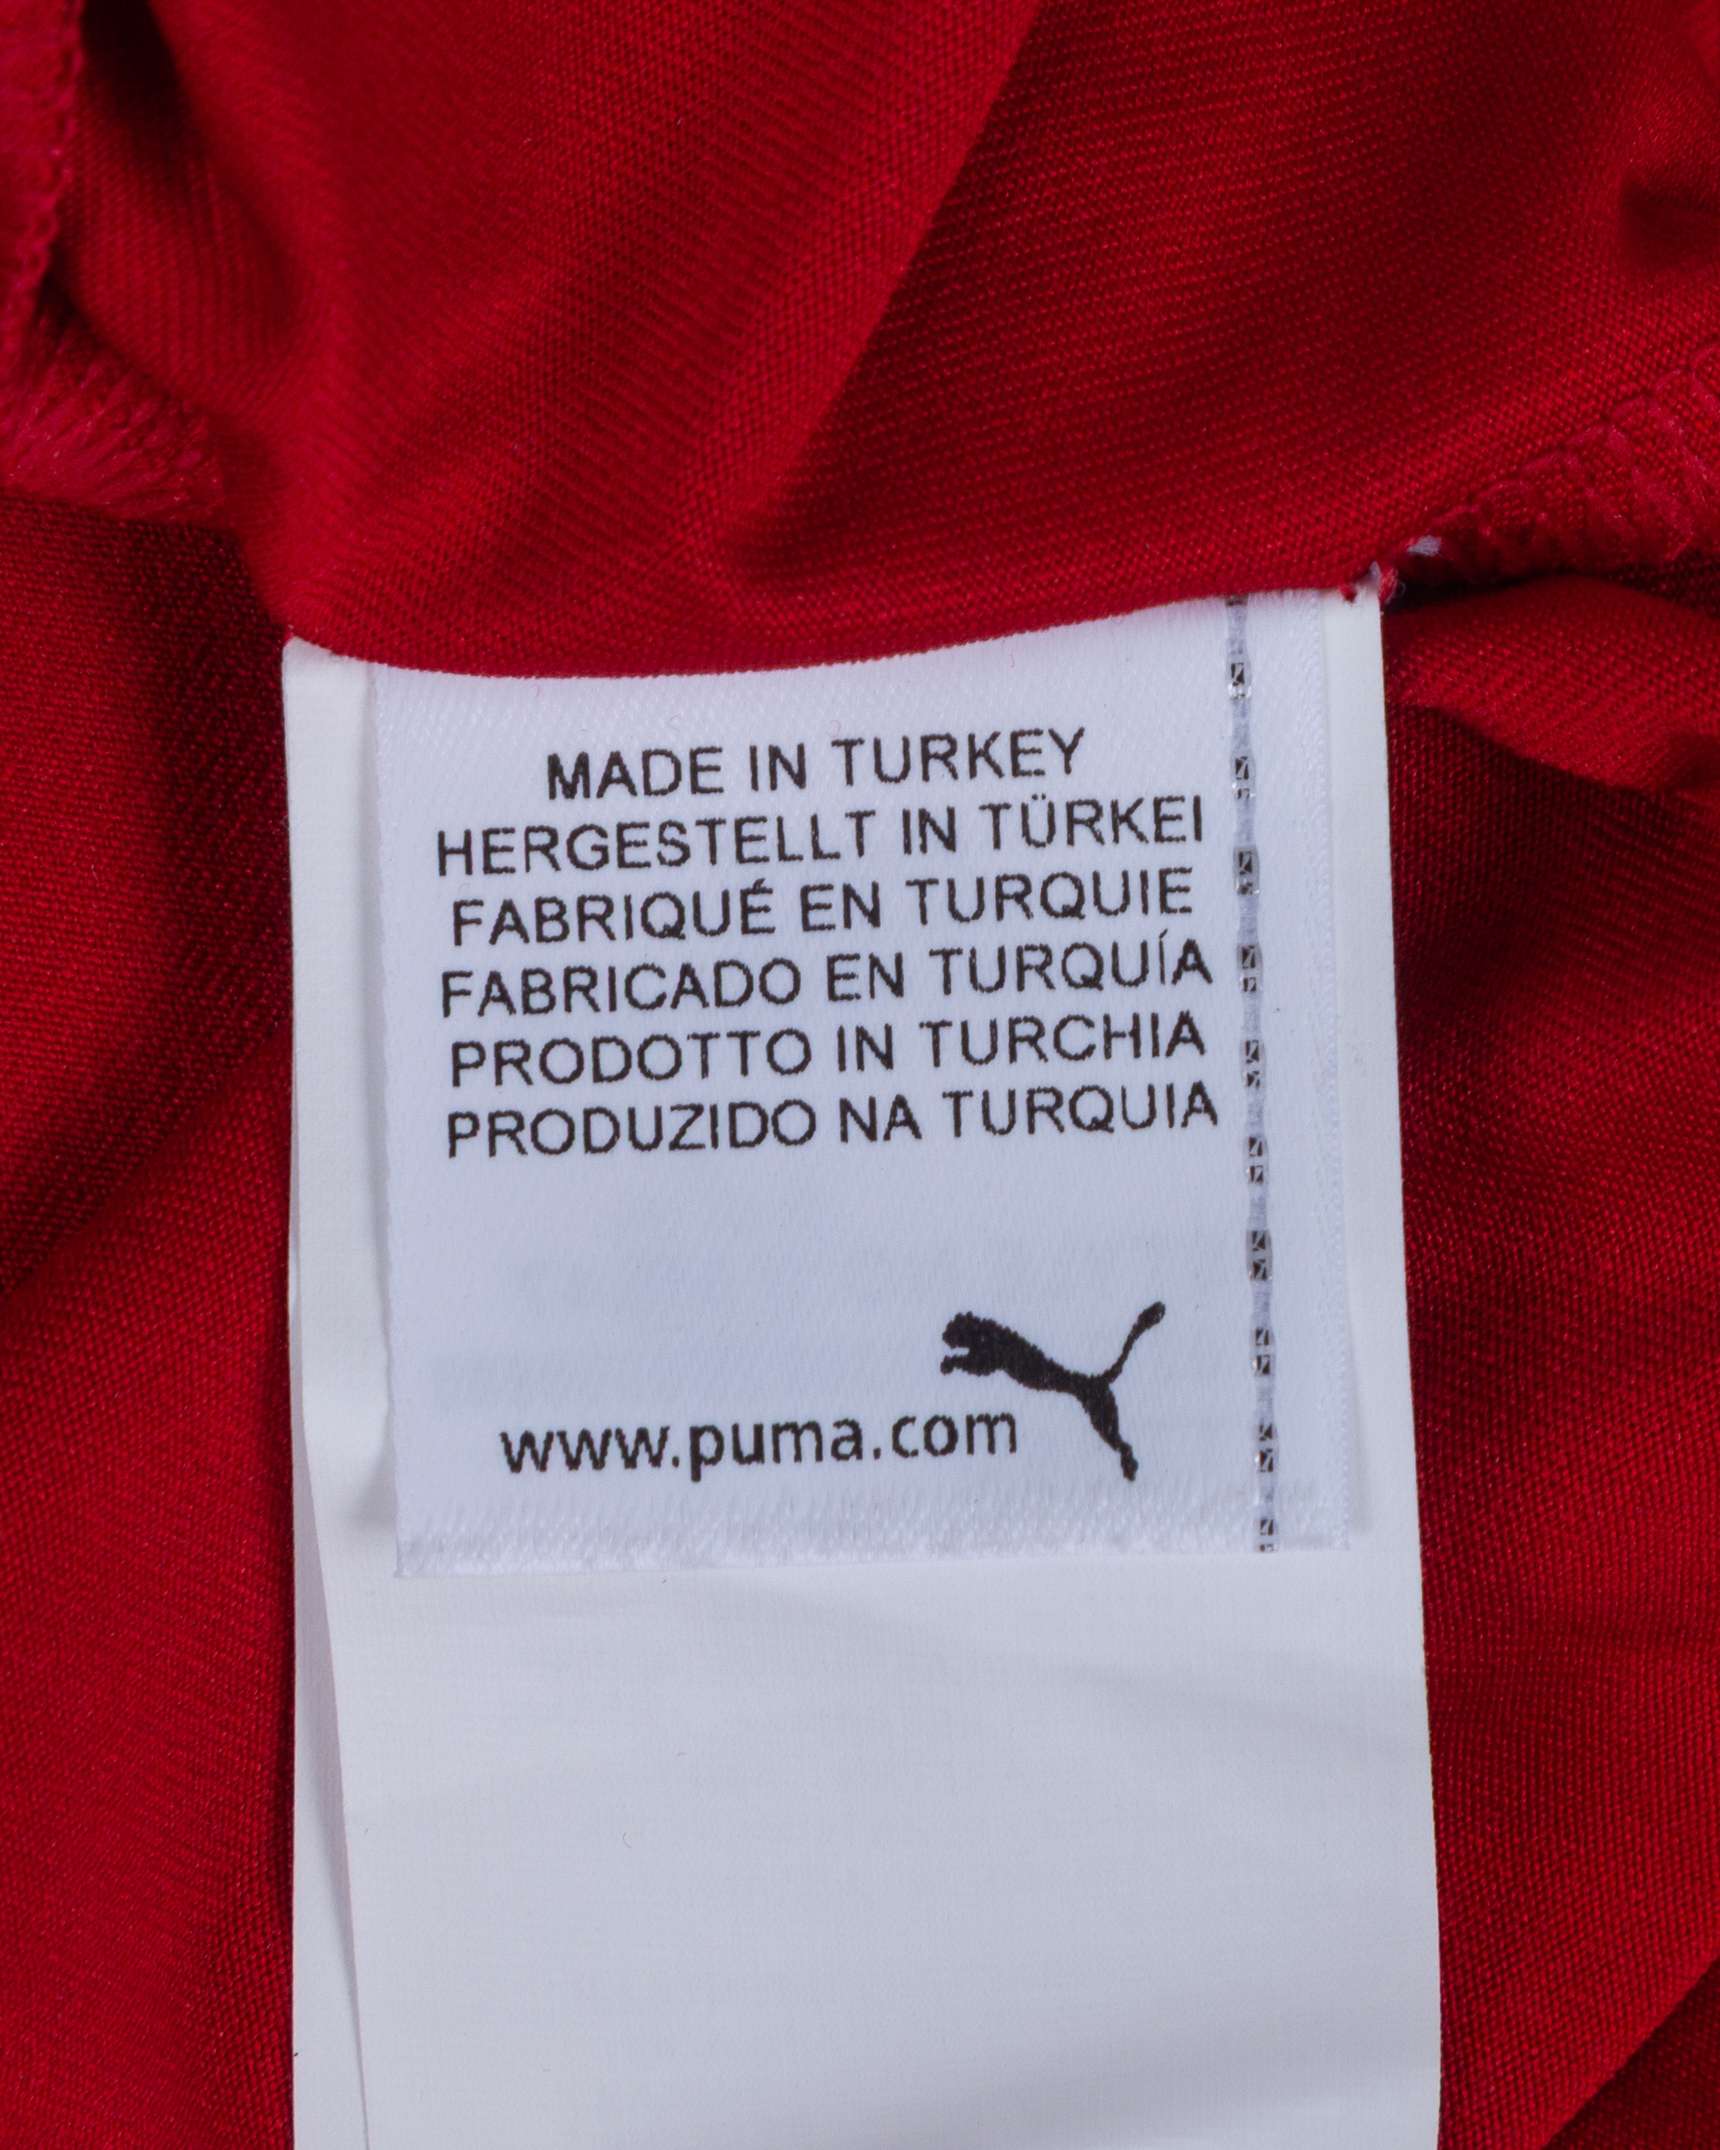 MADE IN TURKEY
HERGESTELLT IN TÜRKEI
FABRIQUÉ EN TURQUIE
FABRICADO EN TURQUÍA
PRODOTTO IN TURCHIA
PRODUZIDO NA TURQUIA
www.puma.com